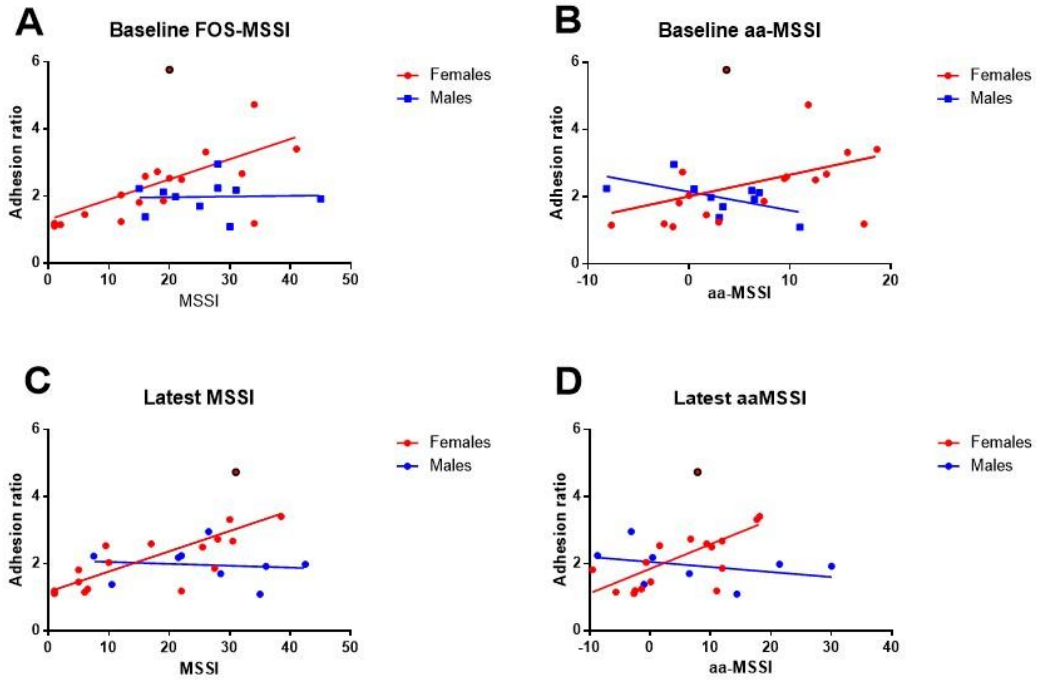 A
Baseline FOS-MSSI
Adhesion ratio
6
4
2
0
0 10 20 30 40 50
MSSI
Females
Males
B
Baseline aa-MSSI
Adhesion ratio
6
4
2
0
-10 0 10 20
aa-MSSI
Females
Males
C
Latest MSSI
Adhesion ratio
6
4
2
0
0 10 20 30 40 50
MSSI
Females
Males
D
Latest aaMSSI
Adhesion ratio
6
4
2
0
-10 0 10 20 30 40
aa-MSSI
Females
Males